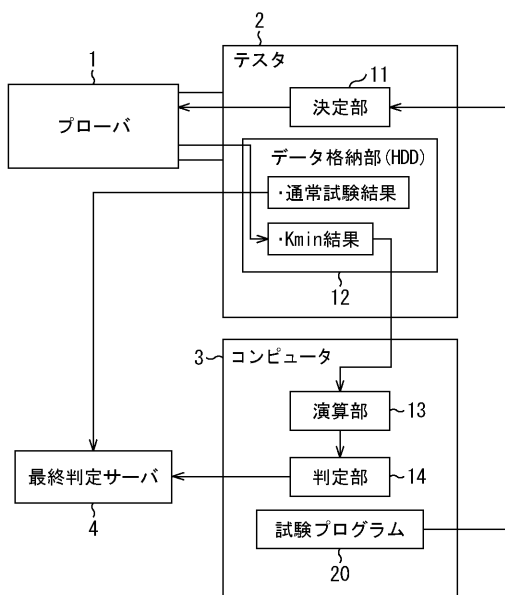 1
プローバ
2
テスタ
11
決定部
データ格納部(HDD)
・通常試験結果
・Kmin結果
12
3
コンピュータ
演算部
13
判定部
14
最終判定サーバ
4
試験プログラム
20